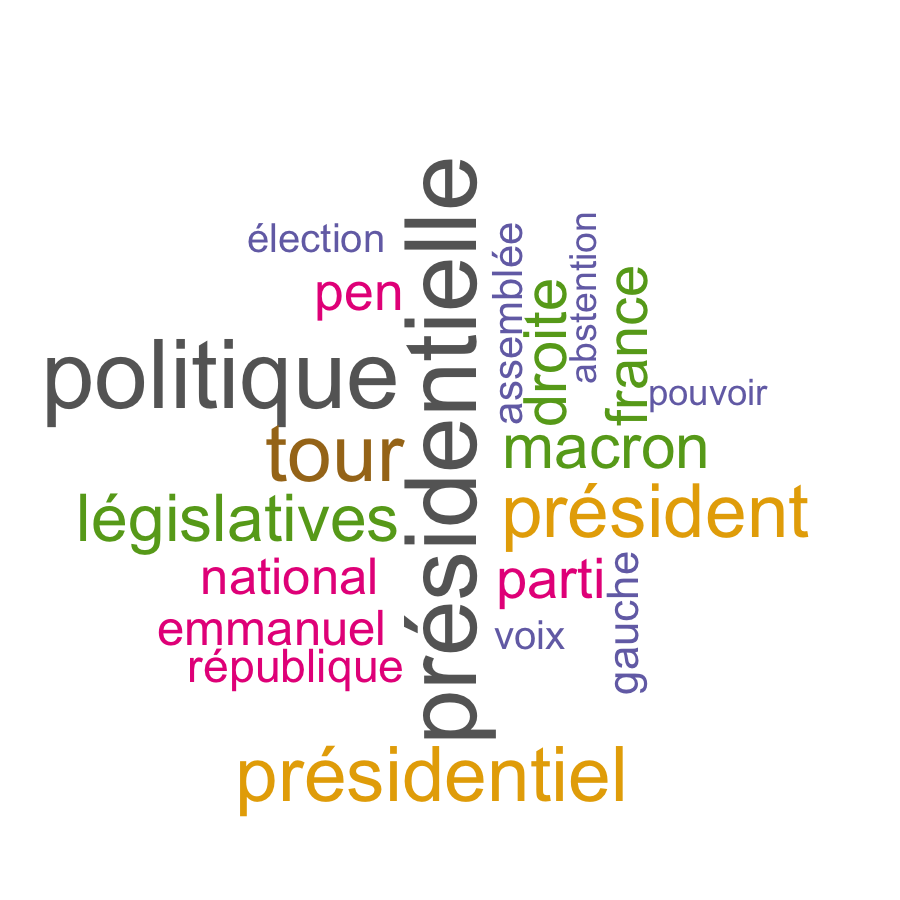 présidentielle
élection
assemblée
abstention
droite
france
pen
politique
pouvoir
tour
macron
législatives
président
national
parti
gauche
emmanuel
voix
république
présidentiel